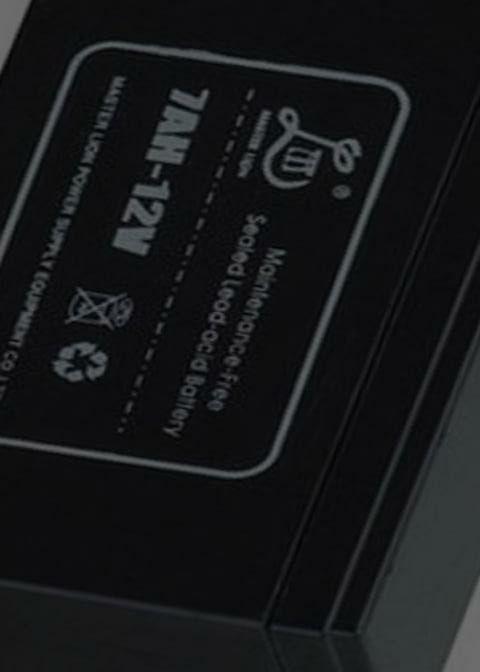 MASTER LION
Maintenance-Free
Sealed Lead-acid Battery
7AH-12V
MASTER LION POWER SUPPLY EQUIPMENT CO.